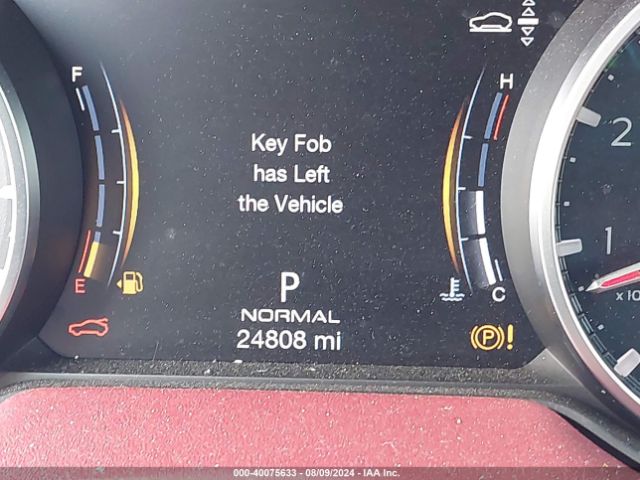 F
H
Key Fob
has Left
the Vehicle
2
1
E
C
P
x10
NORMAL
24808 mi
P !
000-40075633 - 08/09/2024 - IAA Inc.